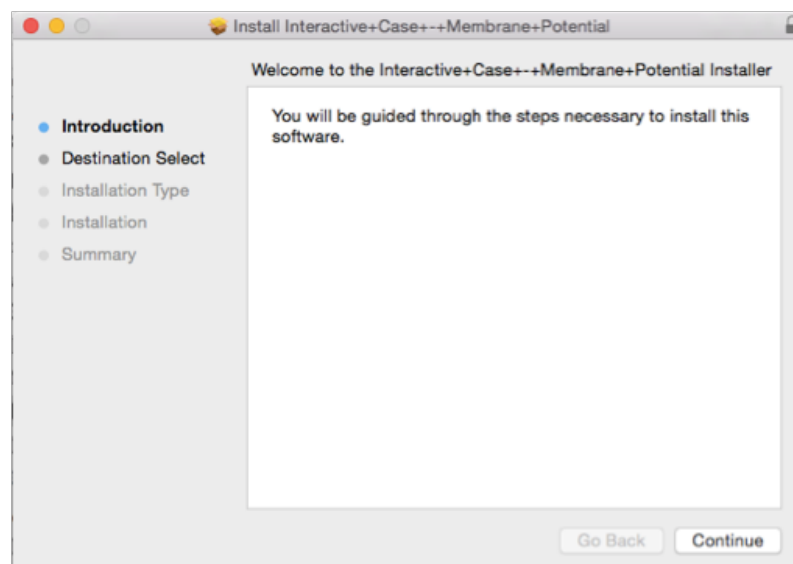 Install Interactive+Case+-+Membrane+Potential
Welcome to the Interactive+Case+-+Membrane+Potential Installer
Introduction
Destination Select
Installation Type
Installation
Summary
You will be guided through the steps necessary to install this
software.
Go Back
Continue